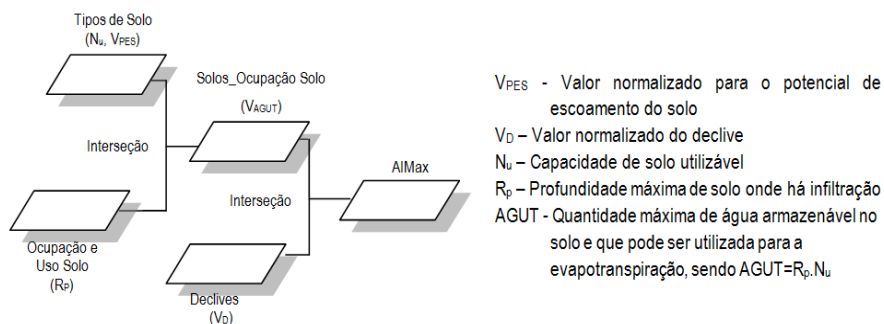 Tipos de Solo
(Nu, VPES)
Solos_Ocupação Solo
(VAGUT)
Interseção
AIMax
Interseção
Ocupação e
Uso Solo
(RP)
Declives
(VD)
VPES - Valor normalizado para o potencial de
escoamento do solo
VD – Valor normalizado do declive
Nu – Capacidade de solo utilizável
Rp – Profundidade máxima de solo onde há infiltração
AGUT - Quantidade máxima de água armazenável no
solo e que pode ser utilizada para a
evapotranspiração, sendo AGUT=Rp.Nu